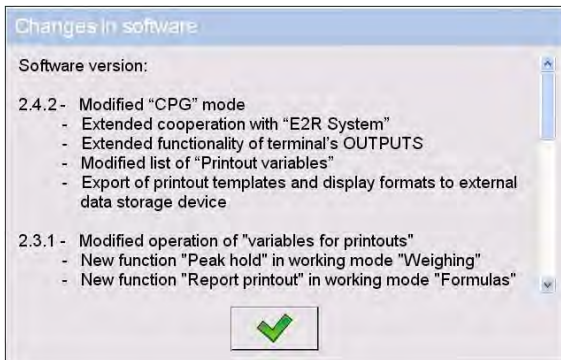 Changes in software
Software version:
2.4.2 - Modified “CPG” mode
- Extended cooperation with “E2R System”
- Extended functionality of terminal's OUTPUTS
- Modified list of “Printout variables”
- Export of printout templates and display formats to external
data storage device
2.3.1 - Modified operation of "variables for printouts"
- New function "Peak hold" in working mode "Weighing"
- New function "Report printout" in working mode "Formulas"